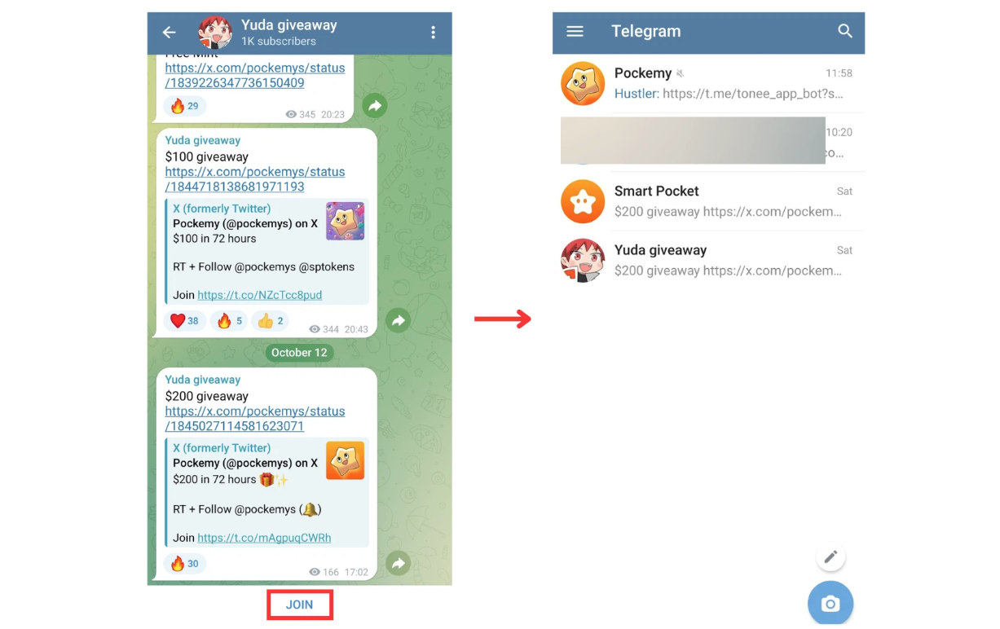 Yuda giveaway
1K subscribers
https://x.com/pockemys/status
/1839226347736150409
29
345 20:23
Yuda giveaway
$100 giveaway
https://x.com/pockemys/status
/1844718138681971193
X (formerly Twitter)
Pockemy (@pockemys) on X
$100 in 72 hours
RT + Follow @pockemys @sptokens
Join https://t.co/NZcTcc8pud
38 5 2
344 20:43
October 12
Yuda giveaway
$200 giveaway
https://x.com/pockemys/status
/1845027114581623071
X (formerly Twitter)
Pockemy (@pockemys) on X
$200 in 72 hours 🎁✨
RT + Follow @pockemys (🔔)
Join https://t.co/mAgpuqCWRh
30
166 17:02
JOIN
Telegram
Pockemy 11:58
Hustler: https://t.me/tonee_app_bot?s...
10:20
Smart Pocket Sat
$200 giveaway https://x.com/pockem...
Yuda giveaway Sat
$200 giveaway https://x.com/pockem...